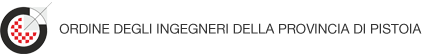 ORDINE DEGLI INGEGNERI DELLA PROVINCIA DI PISTOIA